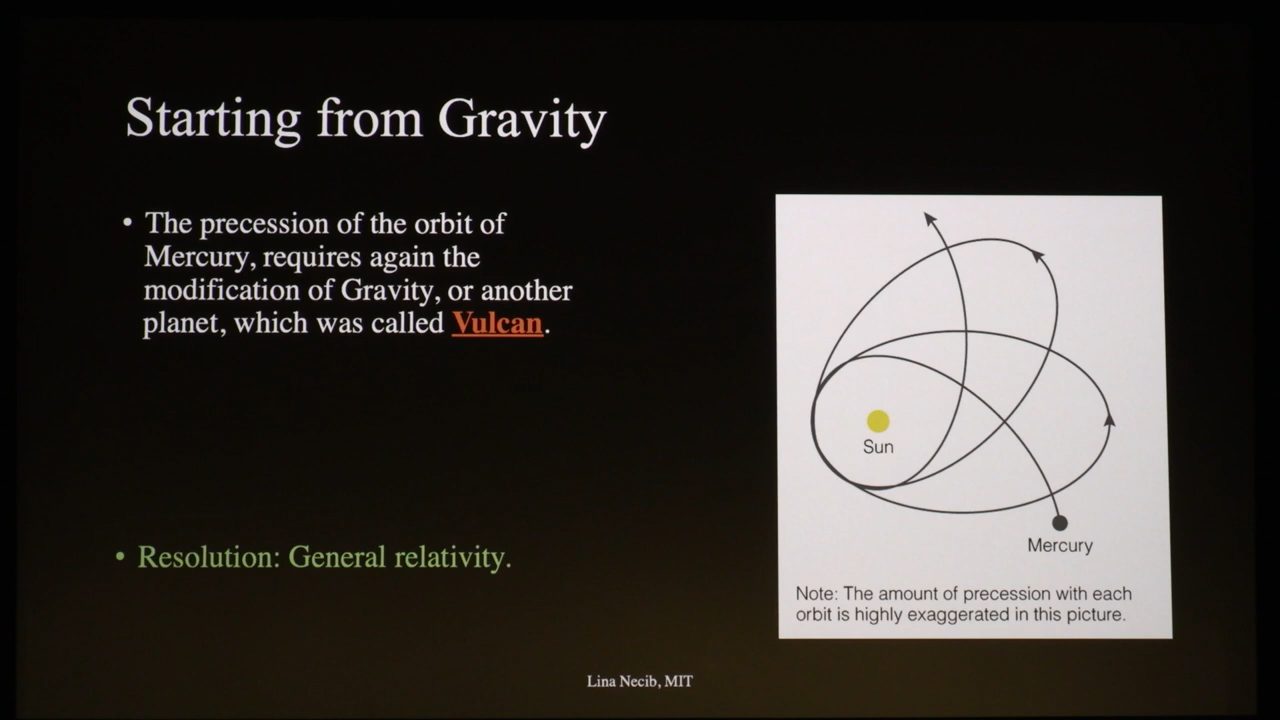 Starting from Gravity
• The precession of the orbit of
Mercury, requires again the
modification of Gravity, or another
planet, which was called Vulcan.
• Resolution: General relativity.
Sun
Mercury
Note: The amount of precession with each
orbit is highly exaggerated in this picture.
Lina Necib, MIT